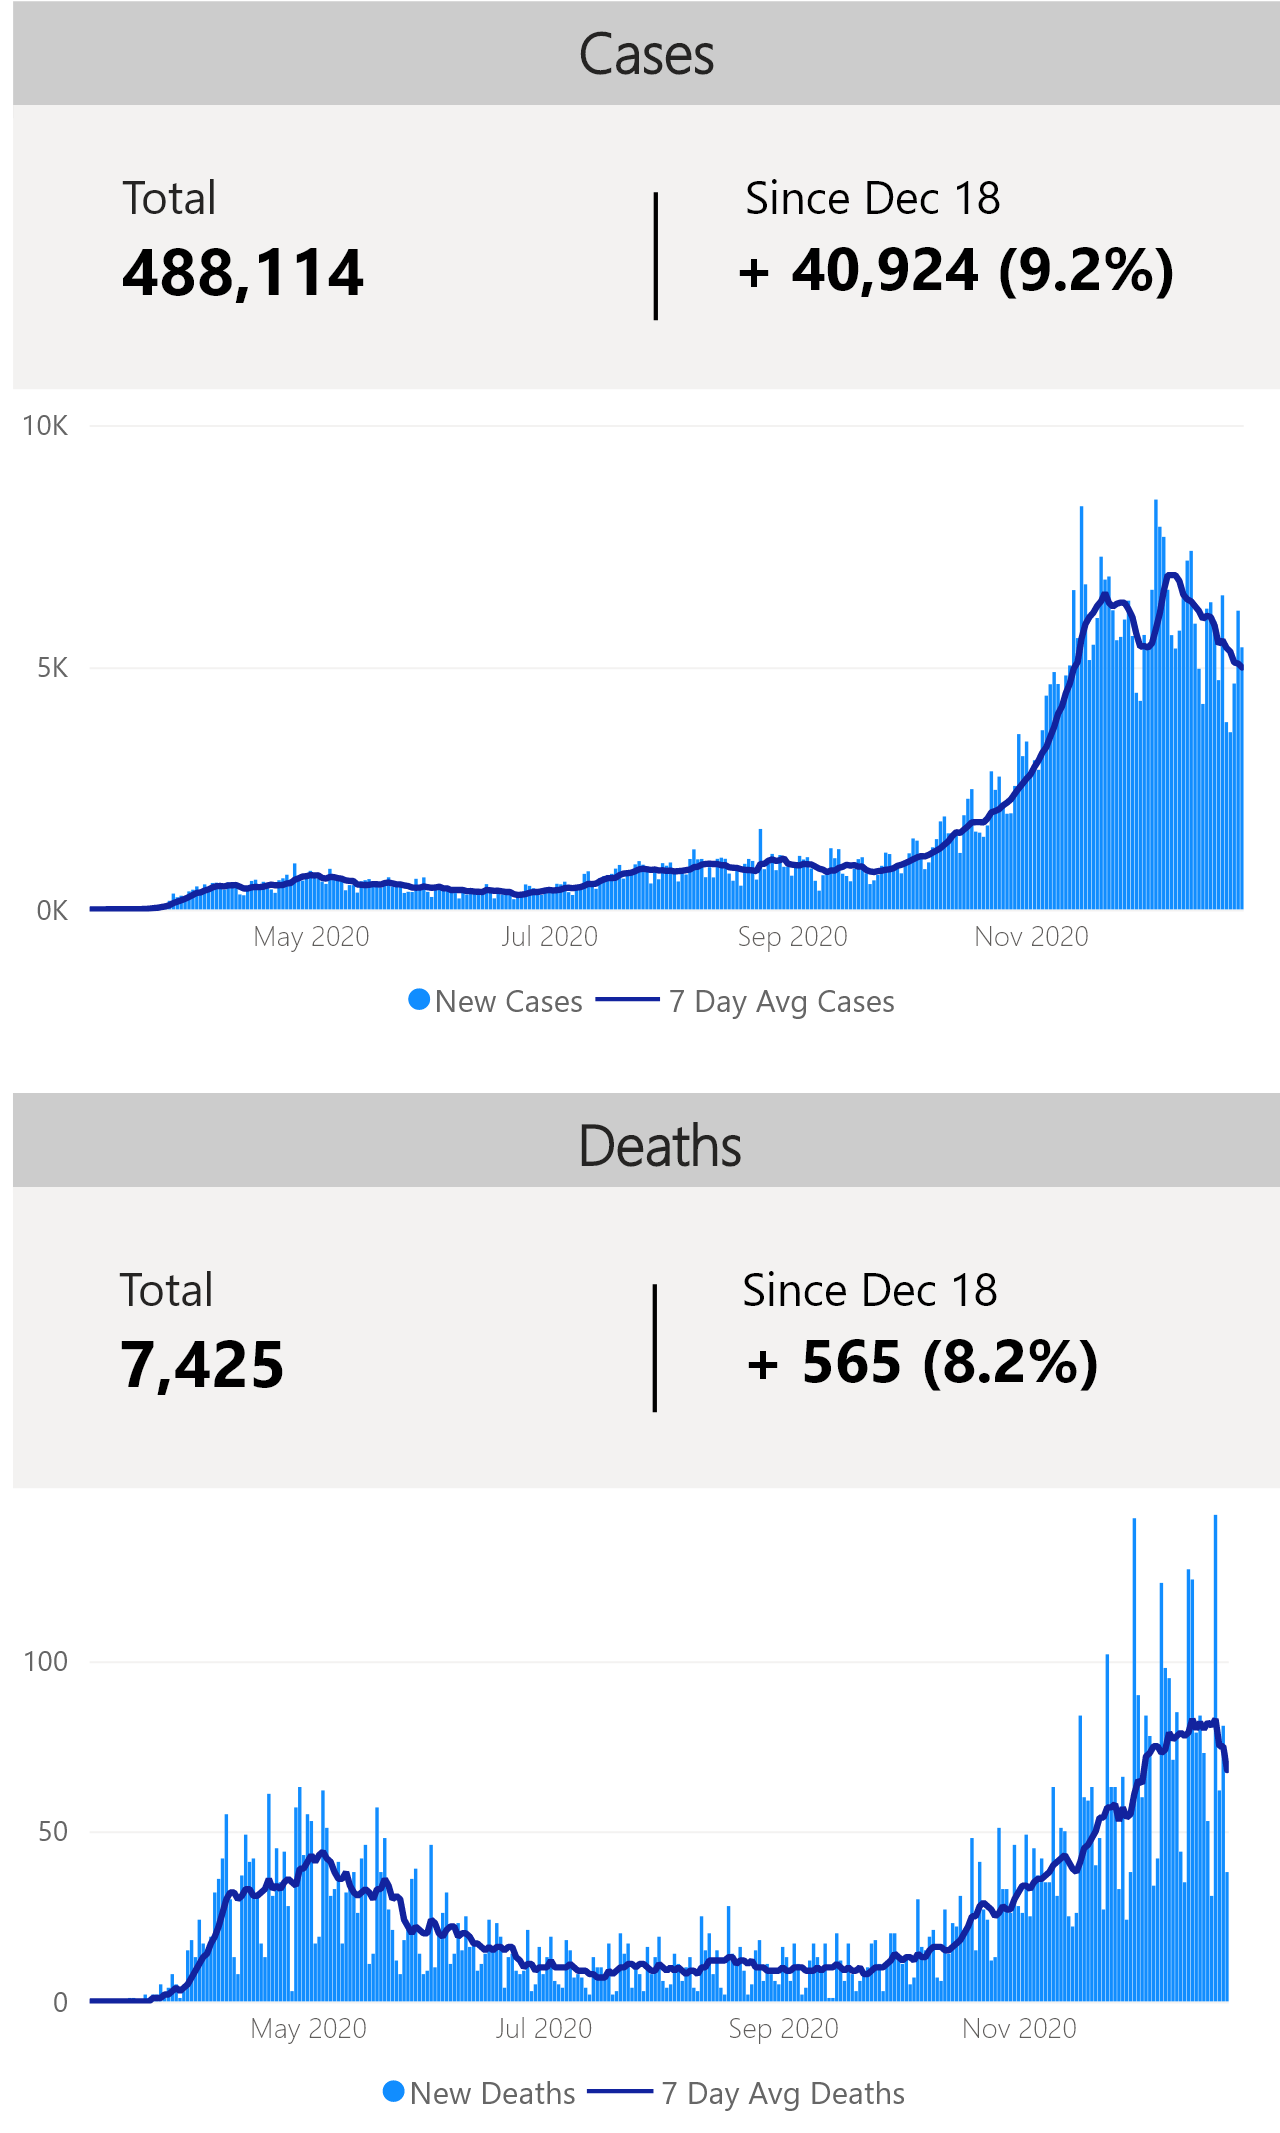 Cases
Total
488,114
Since Dec 18
+ 40,924 (9.2%)
10K
5K
0K
May 2020 Jul 2020 Sep 2020 Nov 2020
New Cases 7 Day Avg Cases
Deaths
Total
7,425
Since Dec 18
+ 565 (8.2%)
100
50
0
May 2020 Jul 2020 Sep 2020 Nov 2020
New Deaths 7 Day Avg Deaths